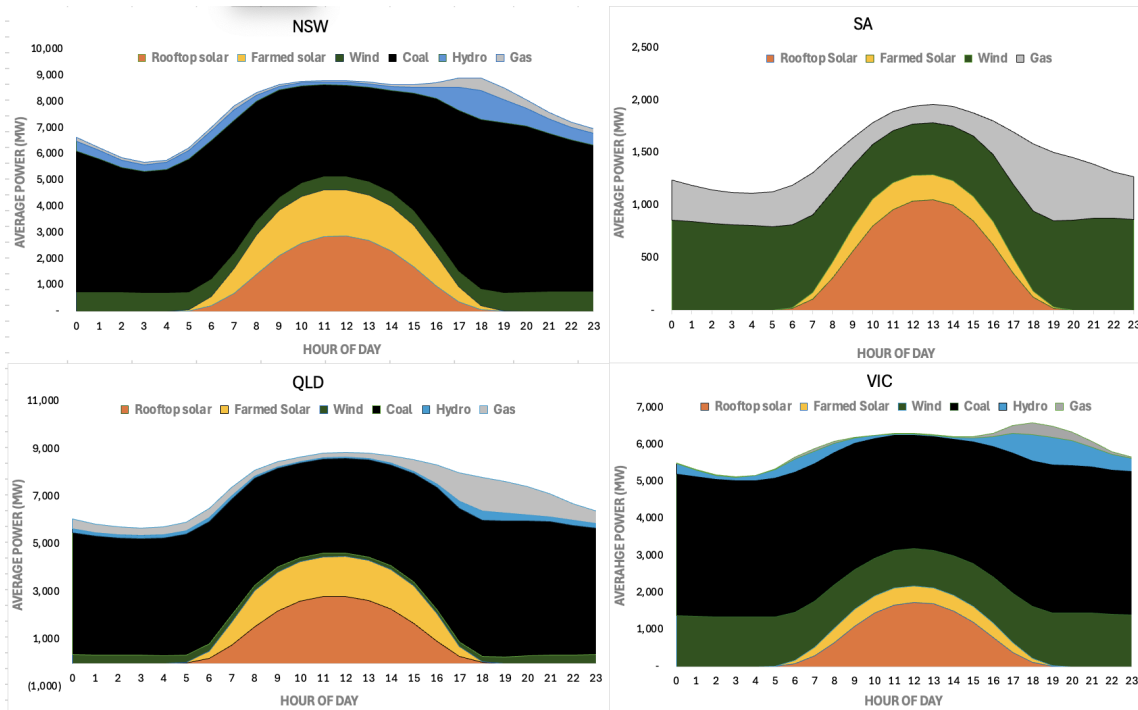 NSW
Rooftop solar Farmed solar Wind Coal Hydro Gas
AVERAGE POWER (MW)
10,000
9,000
8,000
7,000
6,000
5,000
4,000
3,000
2,000
1,000
-
0 1 2 3 4 5 6 7 8 9 10 11 12 13 14 15 16 17 18 19 20 21 22 23
HOUR OF DAY
SA
Rooftop Solar Farmed Solar Wind Gas
AVERAGE POWER (MW)
2,500
2,000
1,500
1,000
500
-
0 1 2 3 4 5 6 7 8 9 10 11 12 13 14 15 16 17 18 19 20 21 22 23
HOUR OF DAY
QLD
Rooftop solar Farmed Solar Wind Coal Hydro Gas
AVERAGE POWER (MW)
11,000
9,000
7,000
5,000
3,000
1,000
(1,000)
0 1 2 3 4 5 6 7 8 9 10 11 12 13 14 15 16 17 18 19 20 21 22 23
HOUR OF DAY
VIC
Rooftop solar Farmed Solar Wind Coal Hydro Gas
AVERAHGE POWER (MW)
7,000
6,000
5,000
4,000
3,000
2,000
1,000
-
0 1 2 3 4 5 6 7 8 9 10 11 12 13 14 15 16 17 18 19 20 21 22 23
HOUR OF DAY